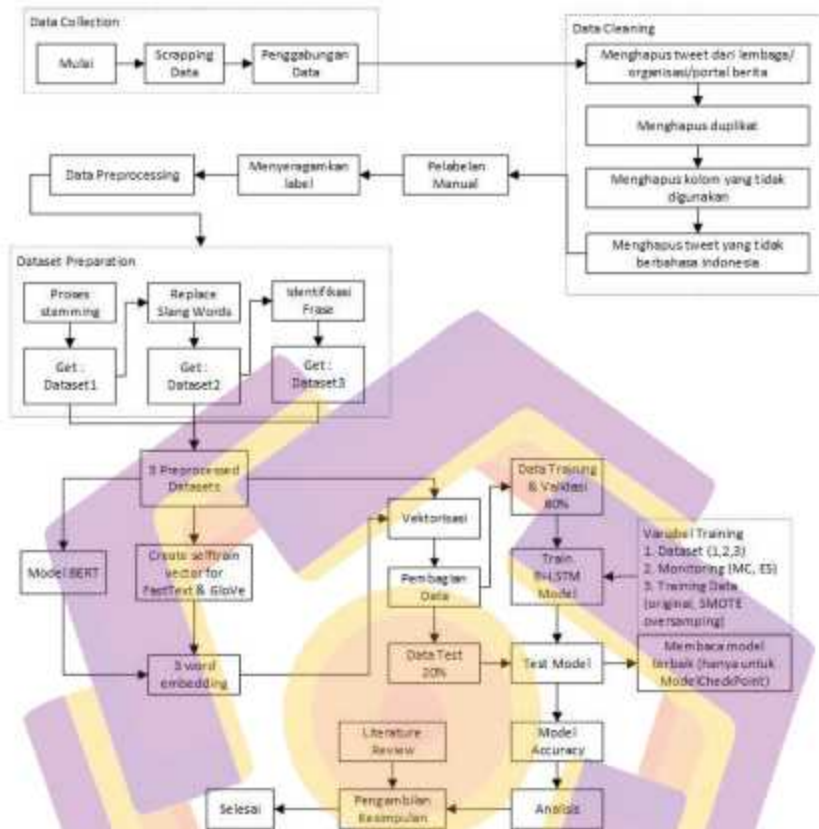 Data Collection
Mulai
Scrapping
Data
Penggabungan
Data
Data Cleaning
Menghapus tweet dari lembaga/
organisasi/portal berita
Menghapus duplikat
Menghapus kolom yang tidak
digunakan
Menghapus tweet yang tidak
berbahasa Indonesia
Pelabelan
Manual
Menyeragamkan
label
Data Preprocessing
Dataset Preparation
Proses
stemming
Replace
Slang Words
Identifikasi
Frase
Get :
Dataset1
Get :
Dataset2
Get :
Dataset3
3 Preprocessed
Datasets
Model BERT
Create selftrain
vector for
FastText & GloVe
3 word
embedding
Vektorisasi
Pembagian
Data
Data Test
20%
Data Training
& Validasi
80%
Train
Bi-LSTM
Model
Variabel Training
1. Dataset (1,2,3)
2. Monitoring (MC, ES)
3. Training Data
(original, SMOTE
oversamping)
Test Model
Membaca model
terbaik (hanya untuk
ModelCheckPoint)
Model
Accuracy
Analisis
Literature
Review
Pengambilan
Kesimpulan
Selesai